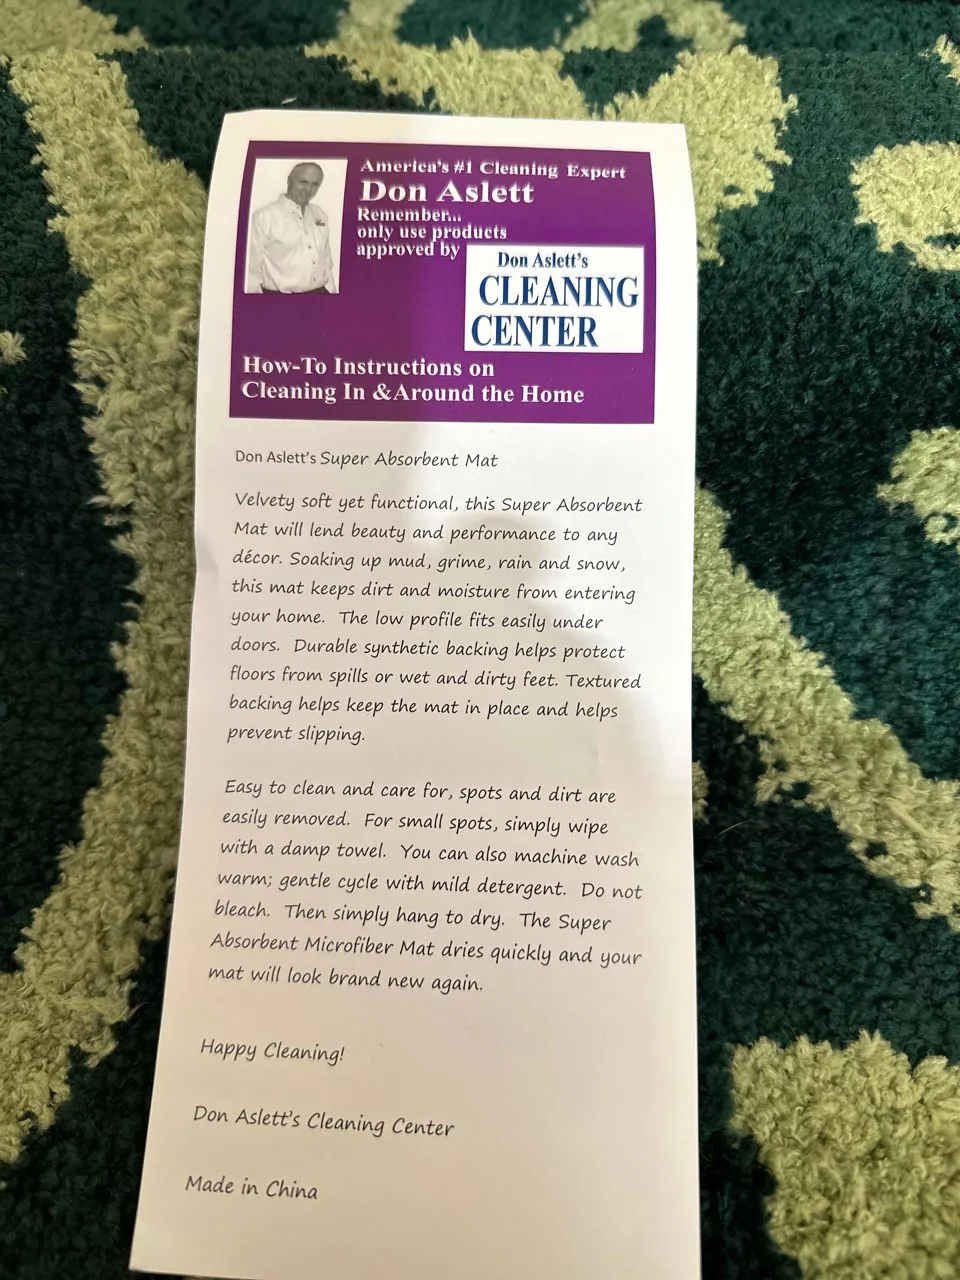 America's #1 Cleaning Expert
Don Aslett
Remember...
only use products
approved by
Don Aslett's
CLEANING
CENTER
How-To Instructions on
Cleaning In &Around the Home
Don Aslett's Super Absorbent Mat
Velvety soft yet functional, this Super Absorbent
Mat will lend beauty and performance to any
décor. Soaking up mud, grime, rain and snow,
this mat keeps dirt and moisture from entering
your home. The low profile fits easily under
doors. Durable synthetic backing helps protect
floors from spills or wet and dirty feet. Textured
backing helps keep the mat in place and helps
prevent slipping.
Easy to clean and care for, spots and dirt are
easily removed. For small spots, simply wipe
with a damp towel. You can also machine wash
warm; gentle cycle with mild detergent. Do not
bleach. Then simply hang to dry. The Super
Absorbent Microfiber Mat dries quickly and your
mat will look brand new again.
Happy Cleaning!
Don Aslett's Cleaning Center
Made in China